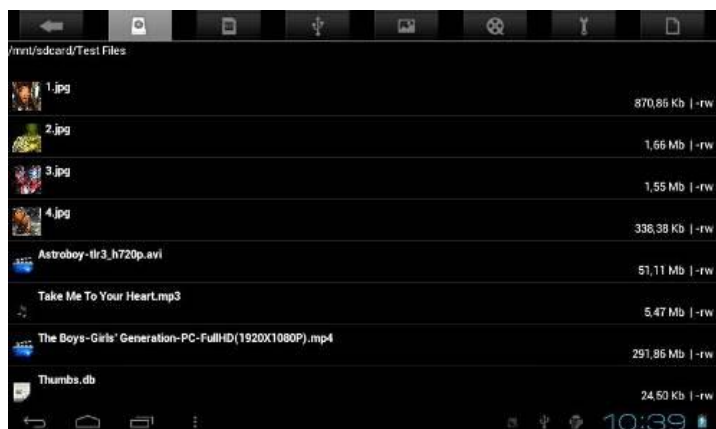 /mnt/sdcard/Test Files
1.jpg
870,86 Kb | -rw
2.jpg
1,66 Mb | -rw
3.jpg
1,55 Mb | -rw
4.jpg
338,38 Kb | -rw
Astroboy-tlr3_h720p.avi
51,11 Mb | -rw
Take Me To Your Heart.mp3
5,47 Mb | -rw
The Boys-Girls' Generation-PC-FullHD(1920X1080P).mp4
291,86 Mb | -rw
Thumbs.db
24,50 Kb | -rw
10:39